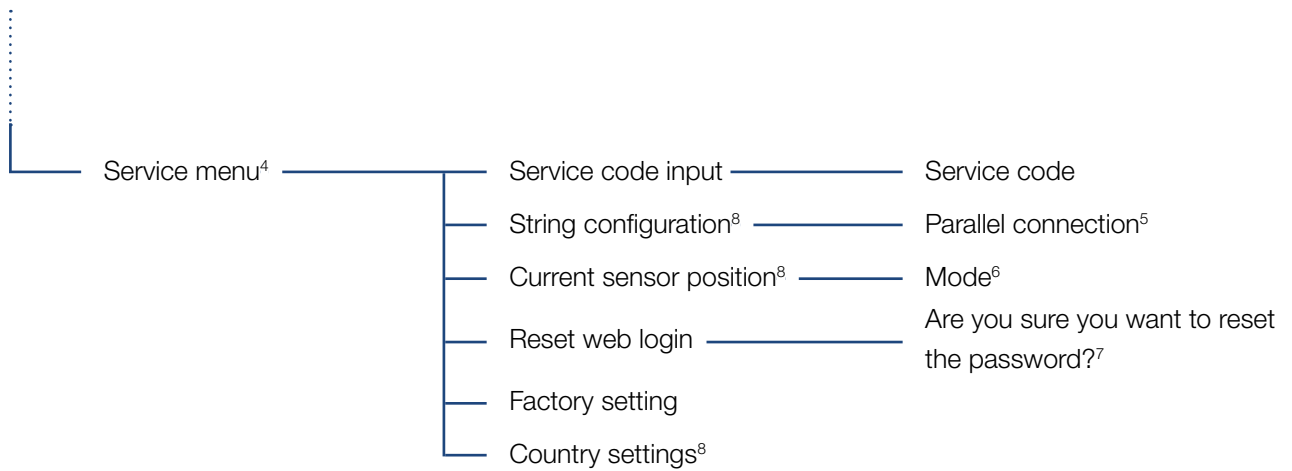 Service menu⁴ Service code input Service code
String configuration⁸ Parallel connection⁵
Current sensor position⁸ Mode⁶
Reset web login Are you sure you want to reset
the password?⁷
Factory setting
Country settings⁸